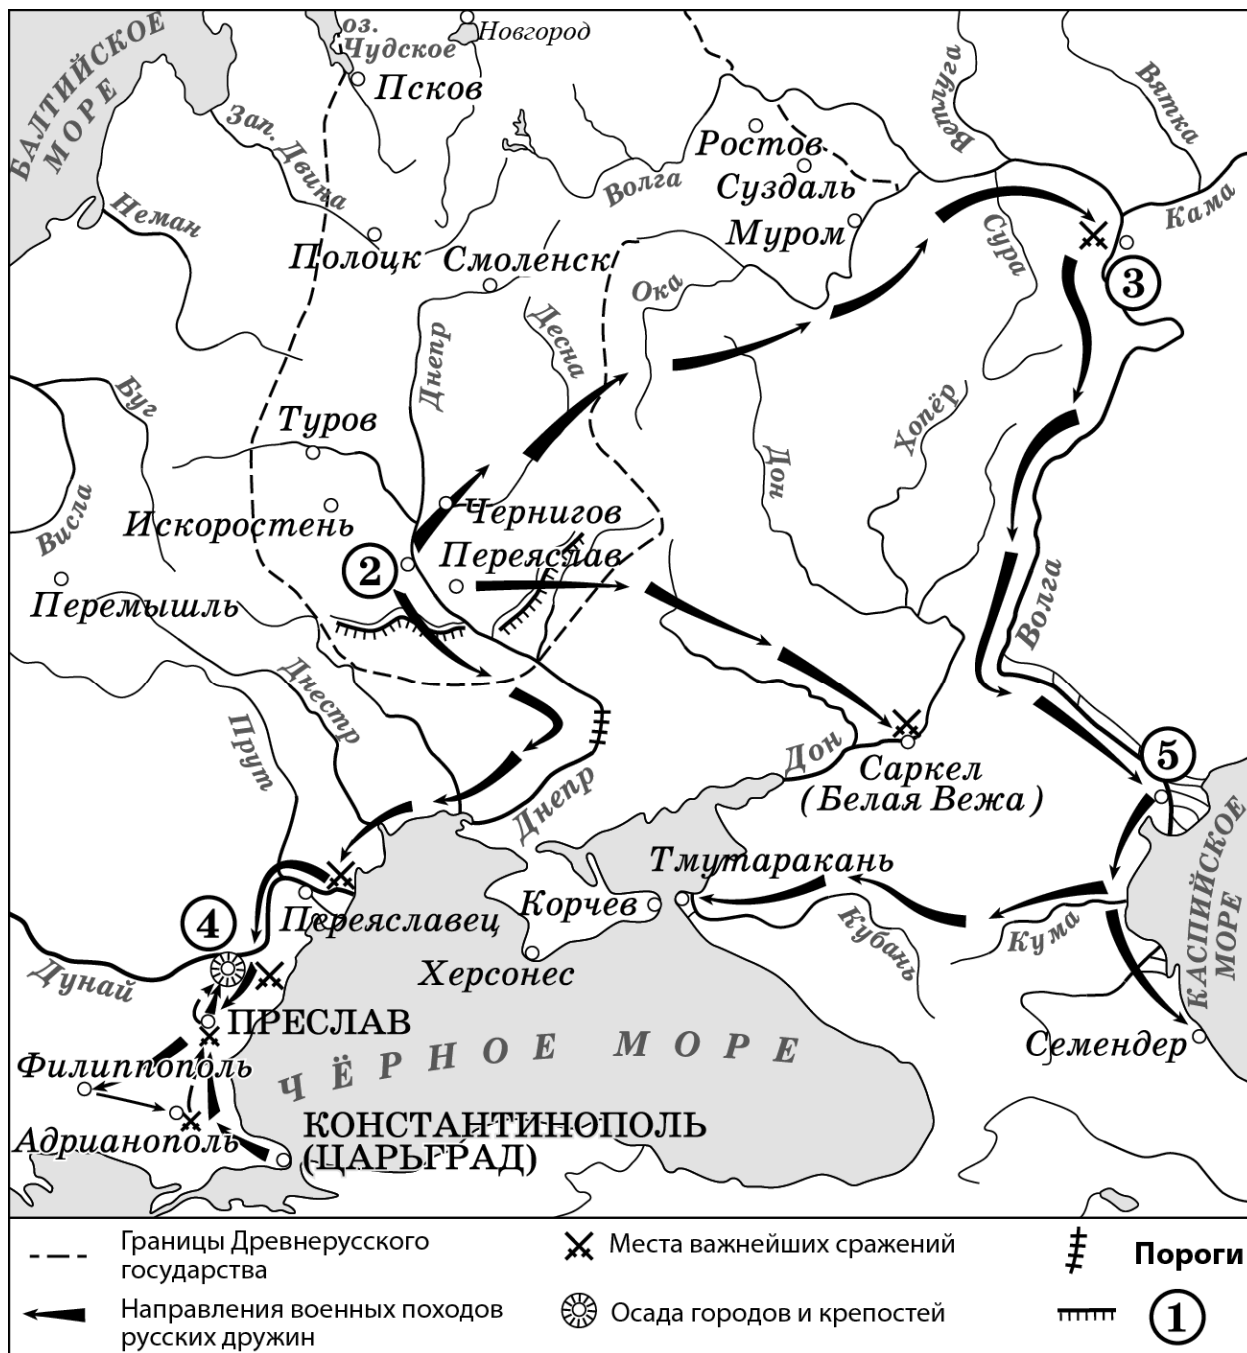 оз.
Чудское
Новгород
Псков
БАЛТИЙСКОЕ
МОРЕ
Зап. Двина
Неман
Полоцк
Смоленск
Волга
Ростов
Суздаль
Муром
Ветлуга
Вятка
Кама
Сура
3
Ока
Десна
Днепр
Буг
Туров
Висла
Искоростень
Чернигов
Переяслав
2
Перемышль
Дон
Хопёр
Волга
Днестр
Прут
Днепр
Дон
Саркел
(Белая Вежа)
5
КАСПИЙСКОЕ
МОРЕ
Тмутаракань
Корчев
Кубань
Кума
Херсонес
Переяславец
4
Дунай
ПРЕСЛАВ
ЧЁРНОЕ МОРЕ
Семендер
Филиппополь
Адрианополь
КОНСТАНТИНОПОЛЬ
(ЦАРЬГРАД)
Границы Древнерусского
государства
Места важнейших сражений
Пороги
Направления военных походов
русских дружин
Осада городов и крепостей
1